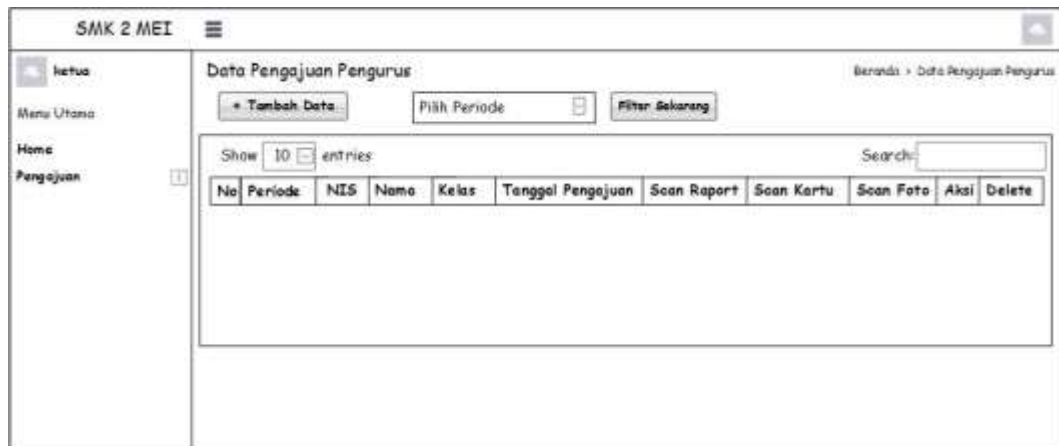 SMK 2 MEI
ketua
Menu Utama
Home
Pengajuan
Data Pengajuan Pengurus
Beranda > Data Pengajuan Pengurus
+ Tambah Data
Pilih Periode
Filter Sekarang
Show 10 entries
Search:
No Periode NIS Nama Kelas Tanggal Pengajuan Scan Raport Scan Kartu Scan Foto Aksi Delete